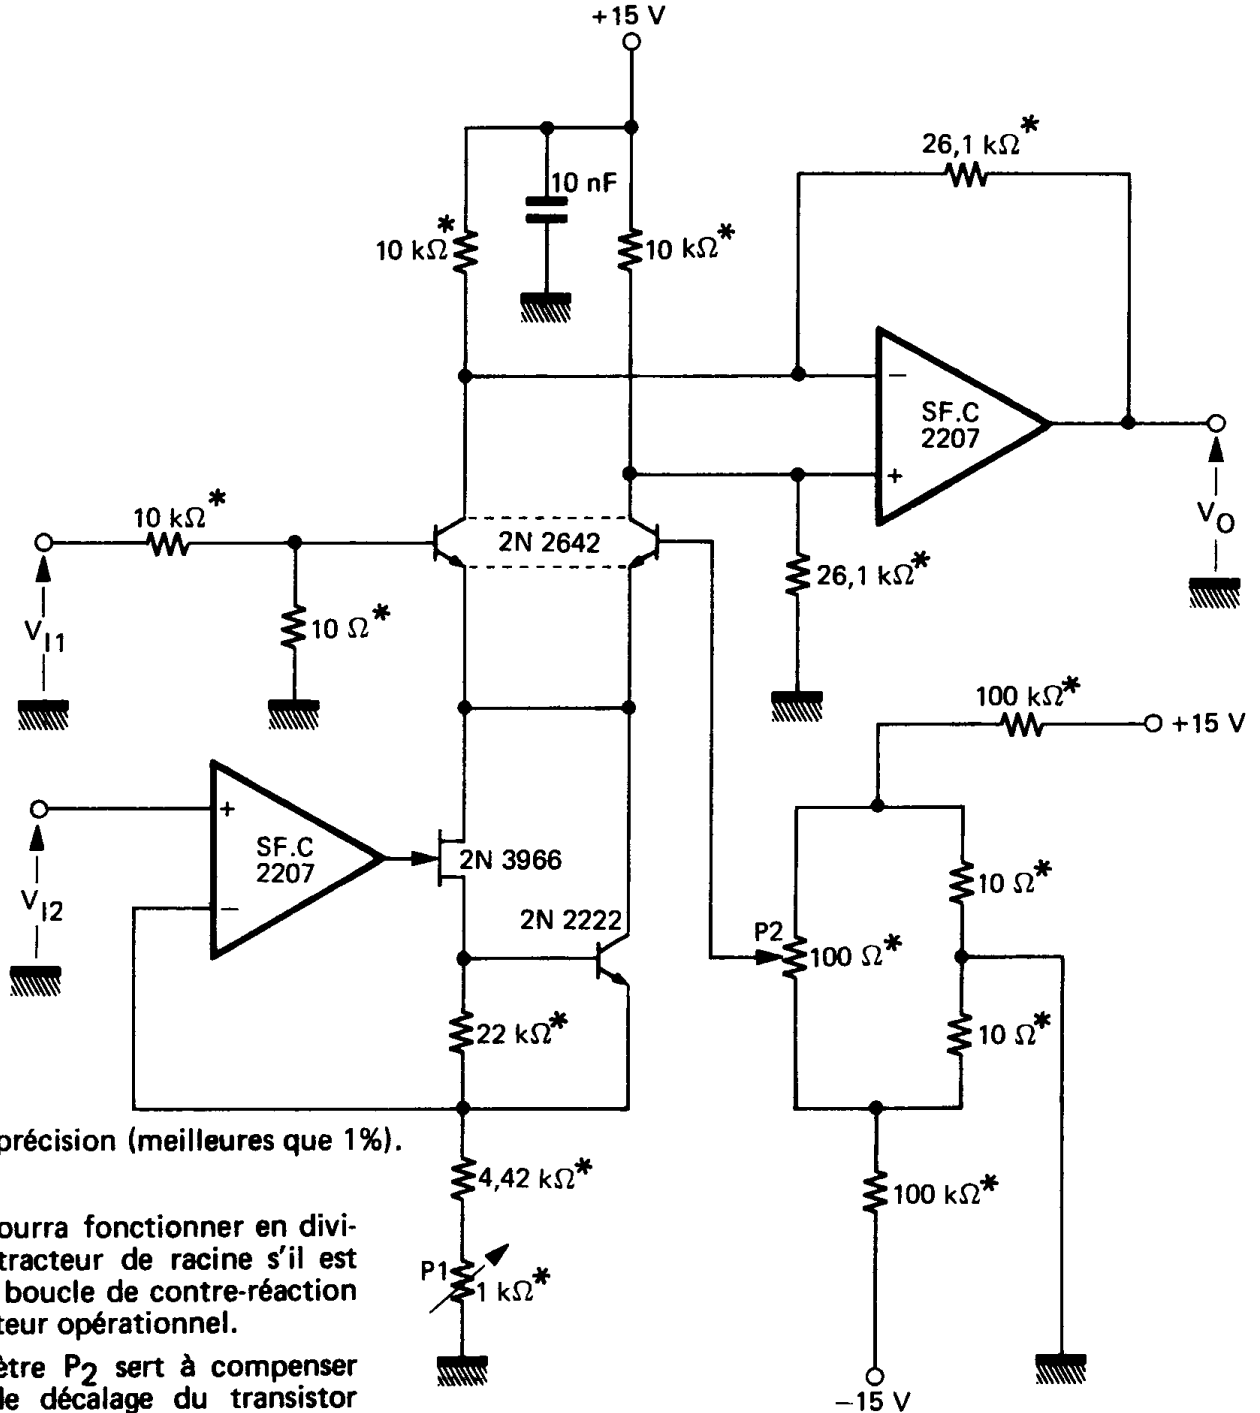 +15 V
26,1 kΩ*
10 nF
10 kΩ*
10 kΩ*
SF.C
2207
10 kΩ*
2N 2642
VO
26,1 kΩ*
10 Ω*
VI1
100 kΩ*
+15 V
SF.C
2207
2N 3966
10 Ω*
VI2
2N 2222
P2
100 Ω*
22 kΩ*
10 Ω*
précision (meilleures que 1%).
4,42 kΩ*
100 kΩ*
ourra fonctionner en divi-
tracteur de racine s'il est
boucle de contre-réaction
teur opérationnel.
P1
1 kΩ*
ètre P2 sert à compenser
le décalage du transistor
−15 V